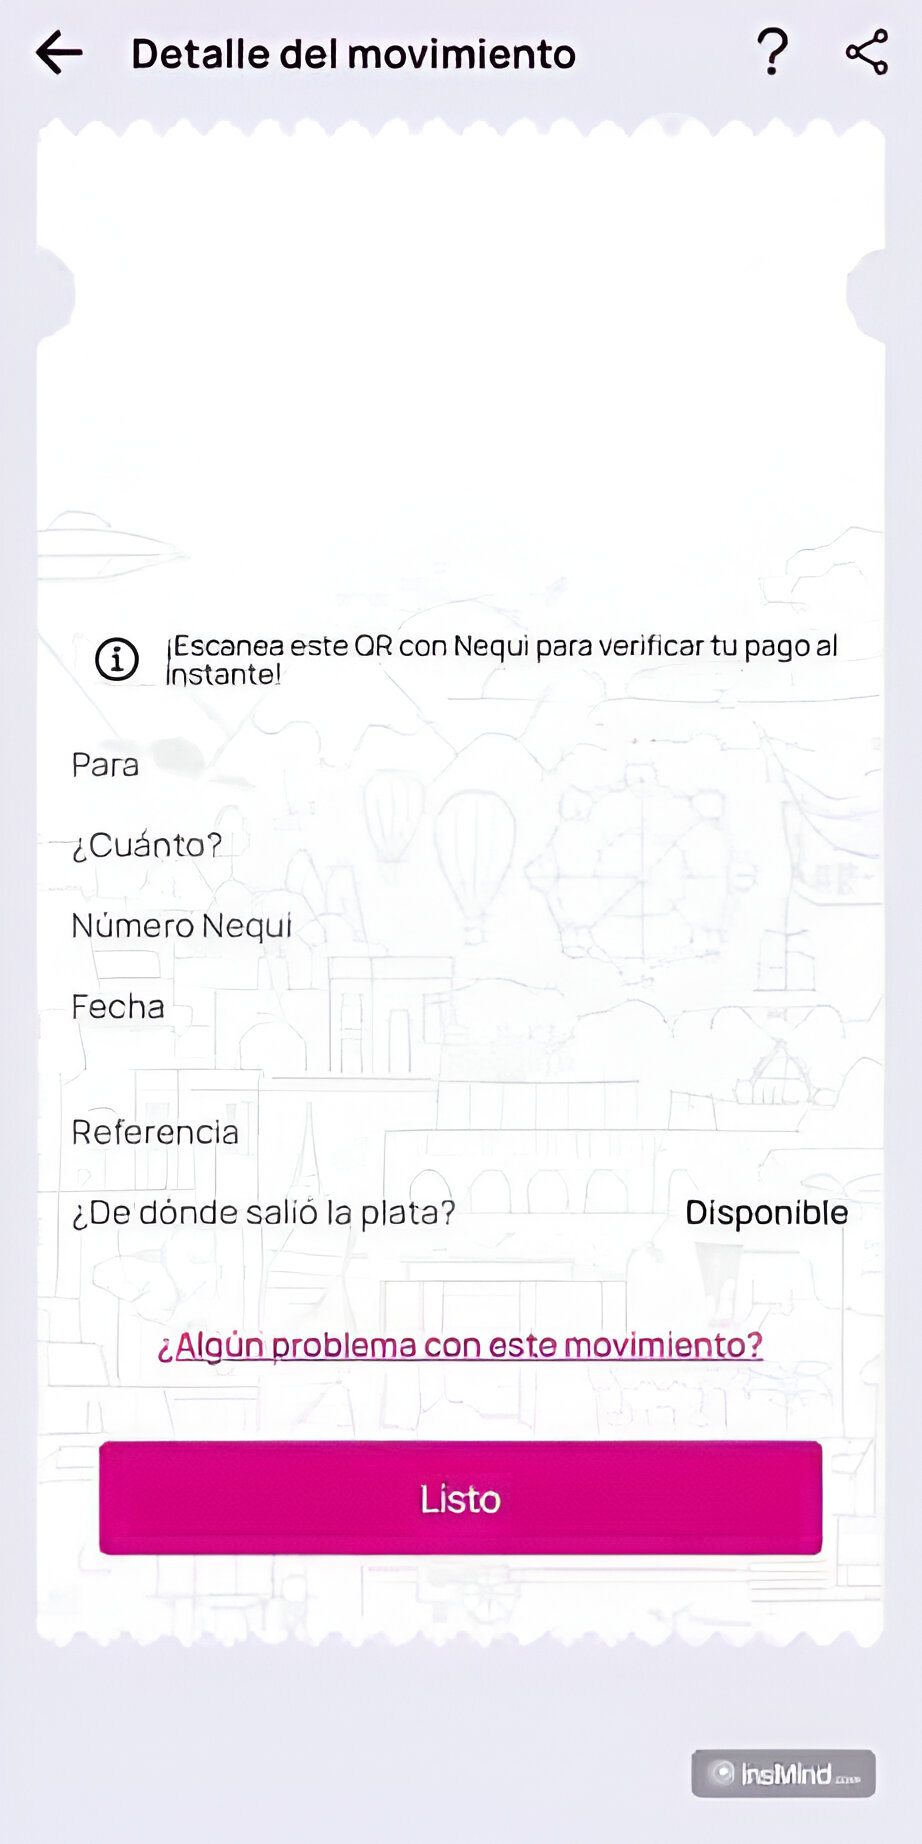 Detalle del movimiento
¡Escanea este QR con Nequi para verificar tu pago al
instante!
Para
¿Cuánto?
Número Nequi
Fecha
Referencia
¿De dónde salió la plata? Disponible
¿Algún problema con este movimiento?
Listo
insMind